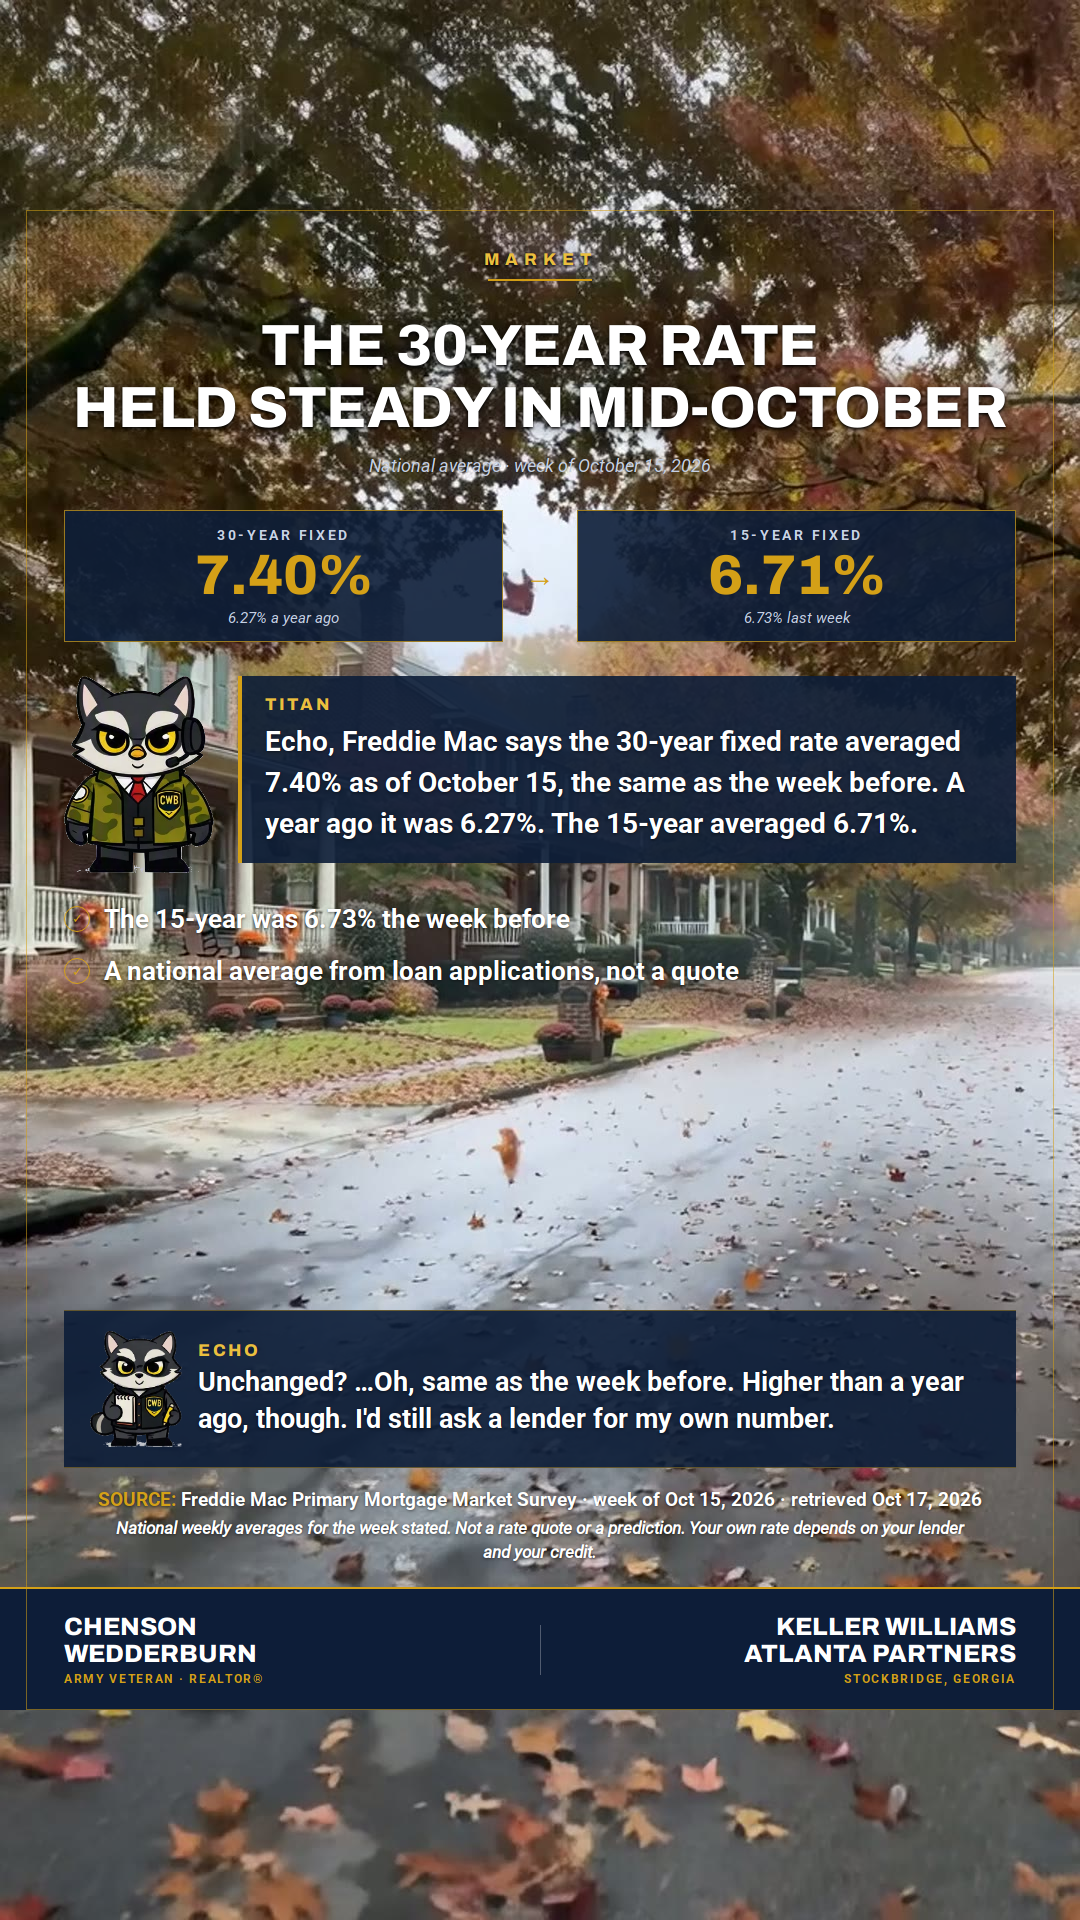 MARKET
THE 30-YEAR RATE
HELD STEADY IN MID-OCTOBER
National average · week of October 15, 2026
30-YEAR FIXED
7.40%
6.27% a year ago
→
15-YEAR FIXED
6.71%
6.73% last week
TITAN
Echo, Freddie Mac says the 30-year fixed rate averaged
7.40% as of October 15, the same as the week before. A
year ago it was 6.27%. The 15-year averaged 6.71%.
CWB
The 15-year was 6.73% the week before
A national average from loan applications, not a quote
ECHO
Unchanged? ...Oh, same as the week before. Higher than a year
ago, though. I'd still ask a lender for my own number.
CWB
SOURCE: Freddie Mac Primary Mortgage Market Survey · week of Oct 15, 2026 · retrieved Oct 17, 2026
National weekly averages for the week stated. Not a rate quote or a prediction. Your own rate depends on your lender
and your credit.
CHENSON
WEDDERBURN
ARMY VETERAN · REALTOR®
KELLER WILLIAMS
ATLANTA PARTNERS
STOCKBRIDGE, GEORGIA